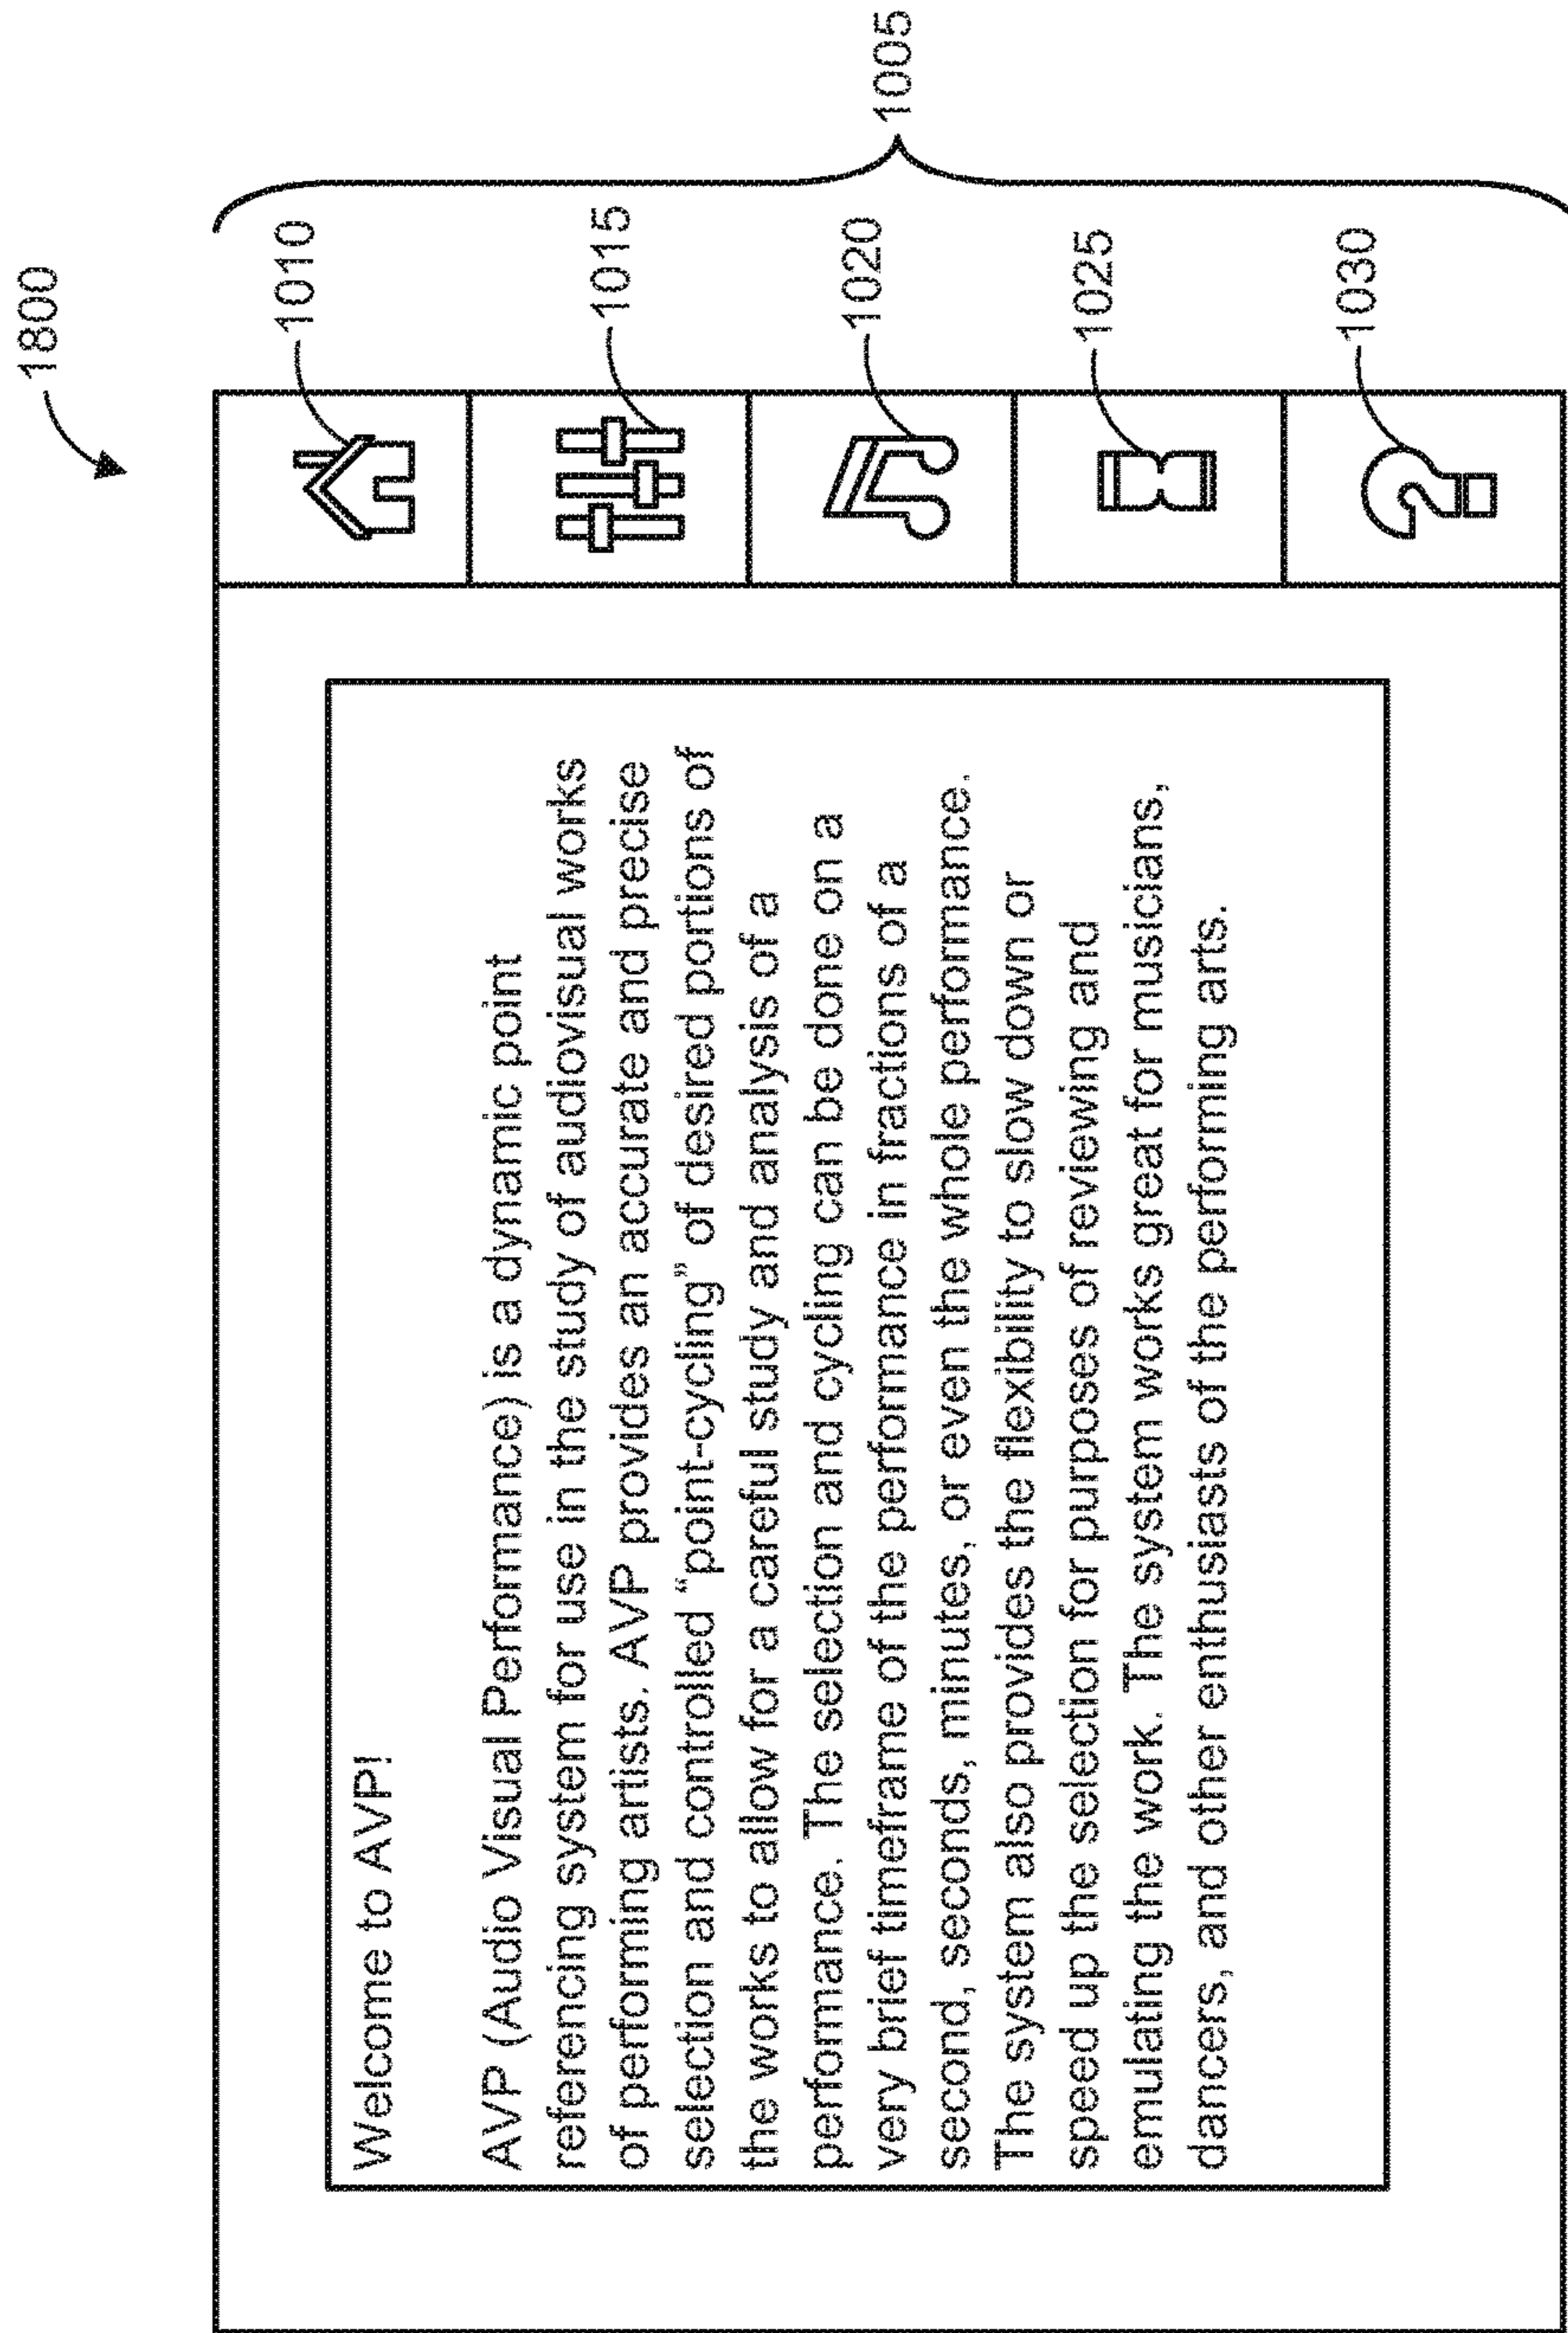 1800
1010
1015
1020
1025
1030
1005
Welcome to AVP!
AVP (Audio Visual Performance) is a dynamic point
referencing system for use in the study of audiovisual works
of performing artists. AVP provides an accurate and precise
selection and controlled “point-cycling” of desired portions of
the works to allow for a careful study and analysis of a
performance. The selection and cycling can be done on a
very brief timeframe of the performance in fractions of a
second, seconds, minutes, or even the whole performance.
The system also provides the flexibility to slow down or
speed up the selection for purposes of reviewing and
emulating the work. The system works great for musicians,
dancers, and other enthusiasts of the performing arts.